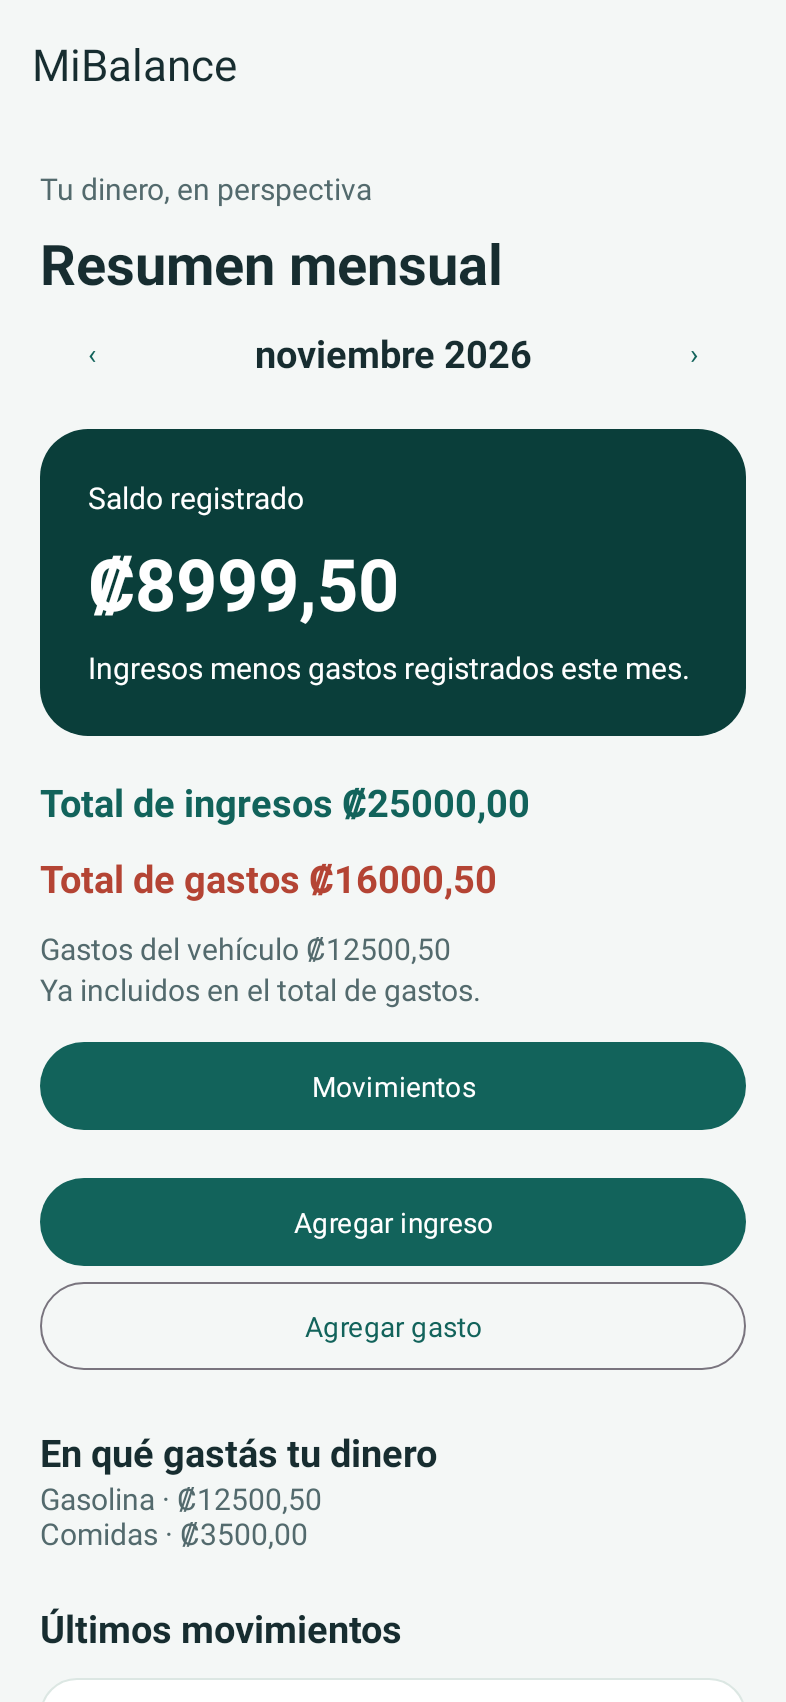 MiBalance
Tu dinero, en perspectiva
Resumen mensual
‹ noviembre 2026 ›
Saldo registrado
₡8999,50
Ingresos menos gastos registrados este mes.
Total de ingresos ₡25000,00
Total de gastos ₡16000,50
Gastos del vehículo ₡12500,50
Ya incluidos en el total de gastos.
Movimientos
Agregar ingreso
Agregar gasto
En qué gastás tu dinero
Gasolina · ₡12500,50
Comidas · ₡3500,00
Últimos movimientos